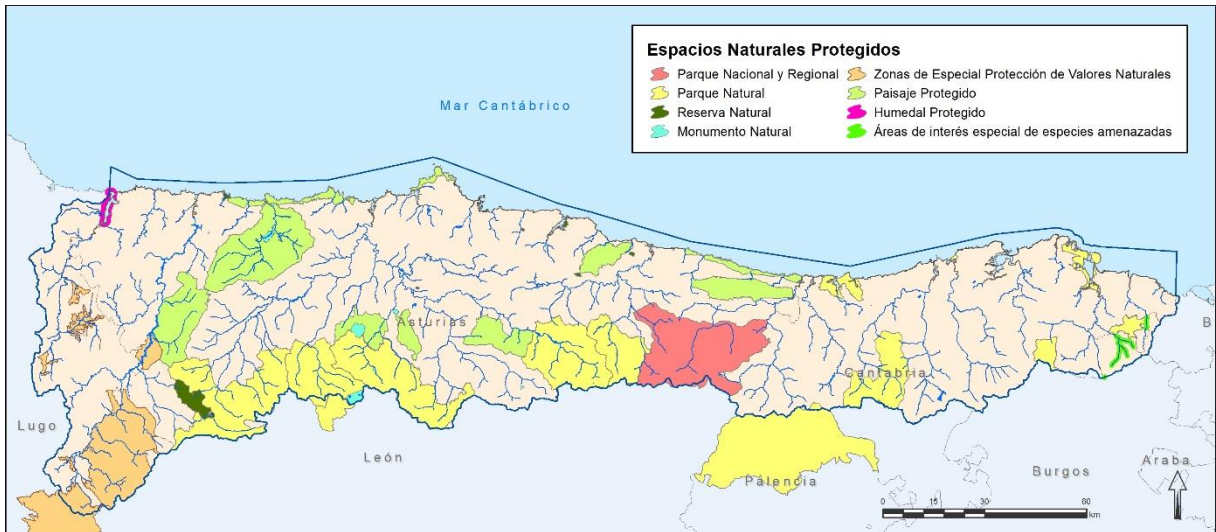 Espacios Naturales Protegidos
Parque Nacional y Regional
Parque Natural
Reserva Natural
Monumento Natural
Zonas de Especial Protección de Valores Naturales
Paisaje Protegido
Humedal Protegido
Áreas de interés especial de especies amenazadas
Mar Cantábrico
B
Asturias
Cantabria
Lugo
León
Palencia
Burgos
Araba
0 15 30 60
km